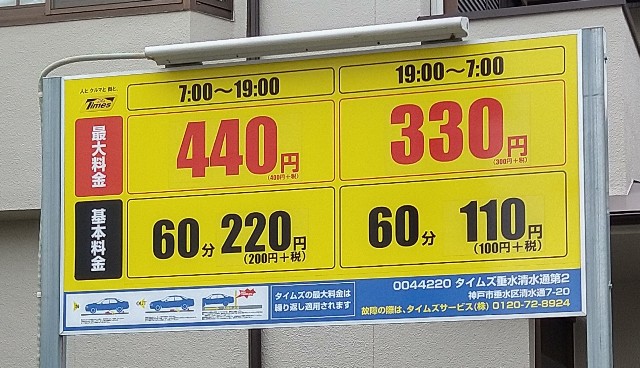 人と クルマと 街と、
Times
7:00～19:00
19:00～7:00
最大料金
440円
(400円+税)
330円
(300円+税)
基本料金
60分 220円
(200円+税)
60分 110円
(100円+税)
タイムズの最大料金は
繰り返し適用されます
0044220 タイムズ垂水清水通第2
神戸市垂水区清水通7-20
故障の際は、タイムズサービス(株) 0120-72-8924